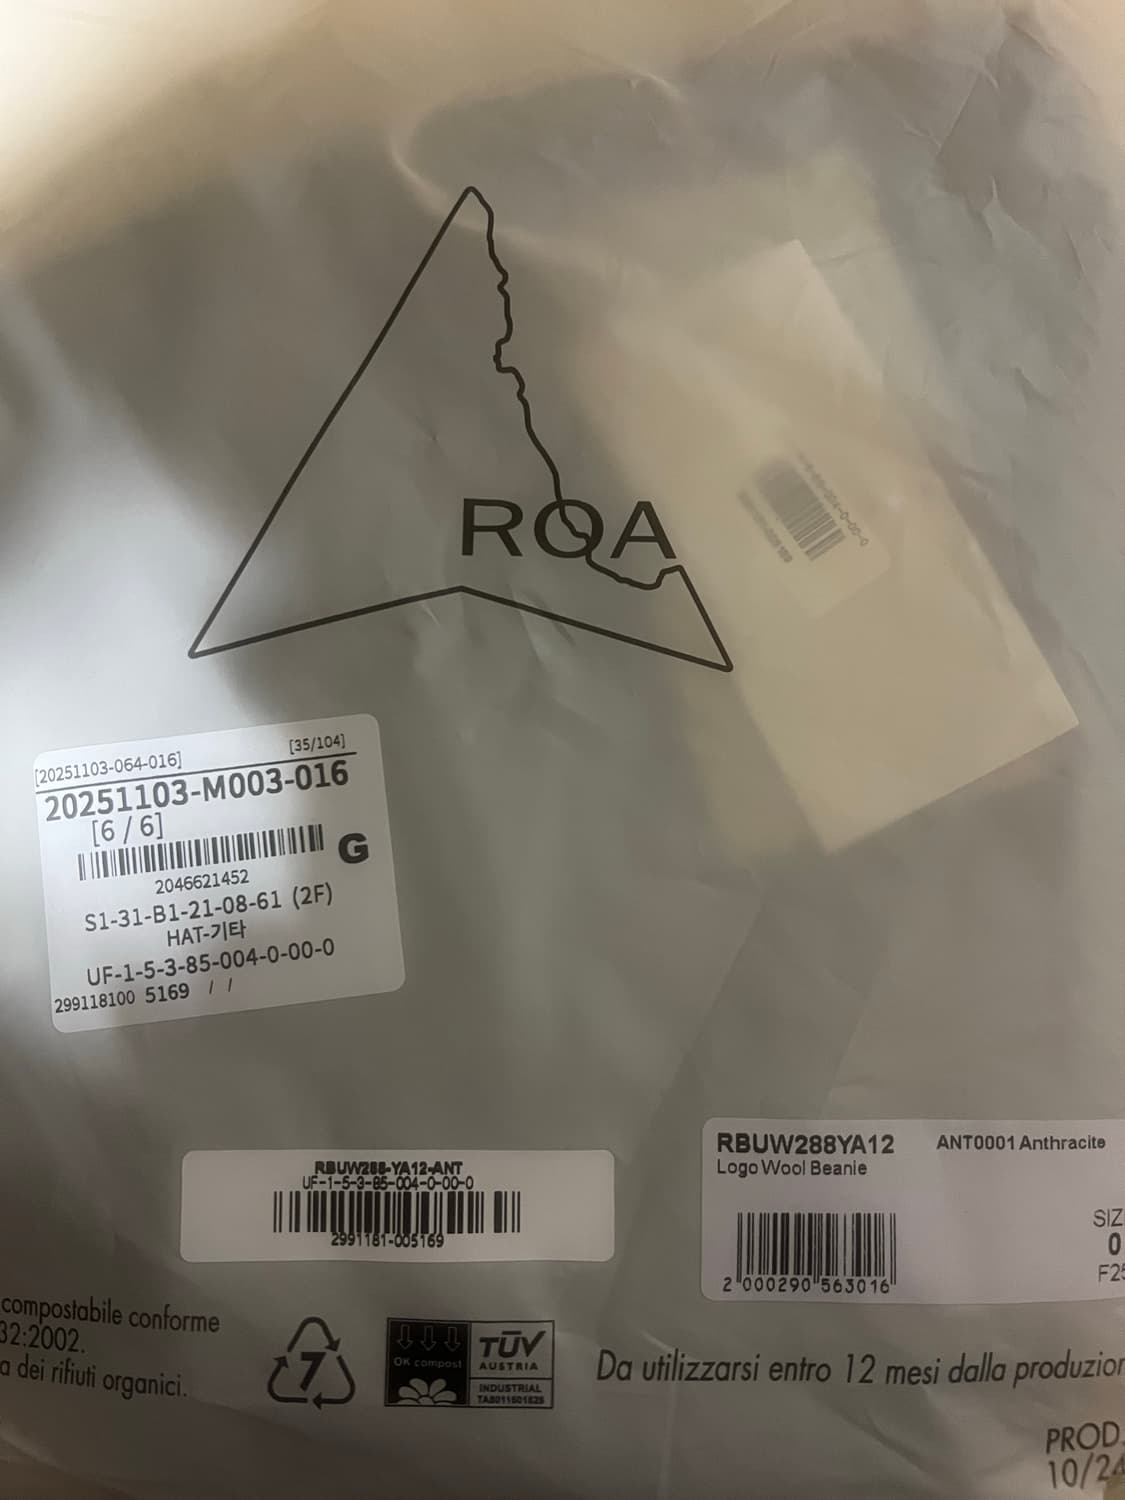 ROA
[20251103-064-016] [35/104]
20251103-M003-016
[6 / 6]
G
2046621452
S1-31-B1-21-08-61 (2F)
HAT-기타
UF-1-5-3-85-004-0-00-0
299118100 5169 / /
RBUW288-YA12-ANT
UF-1-5-3-85-004-0-00-0
2991181-005169
RBUW288YA12 ANT0001 Anthracite
Logo Wool Beanie
SIZ
0
F25
2 000290 563016
compostabile conforme
32:2002.
a dei rifiuti organici.
7
OK compost
TÜV
AUSTRIA
INDUSTRIAL
Da utilizzarsi entro 12 mesi dalla produzion
PROD.
10/24